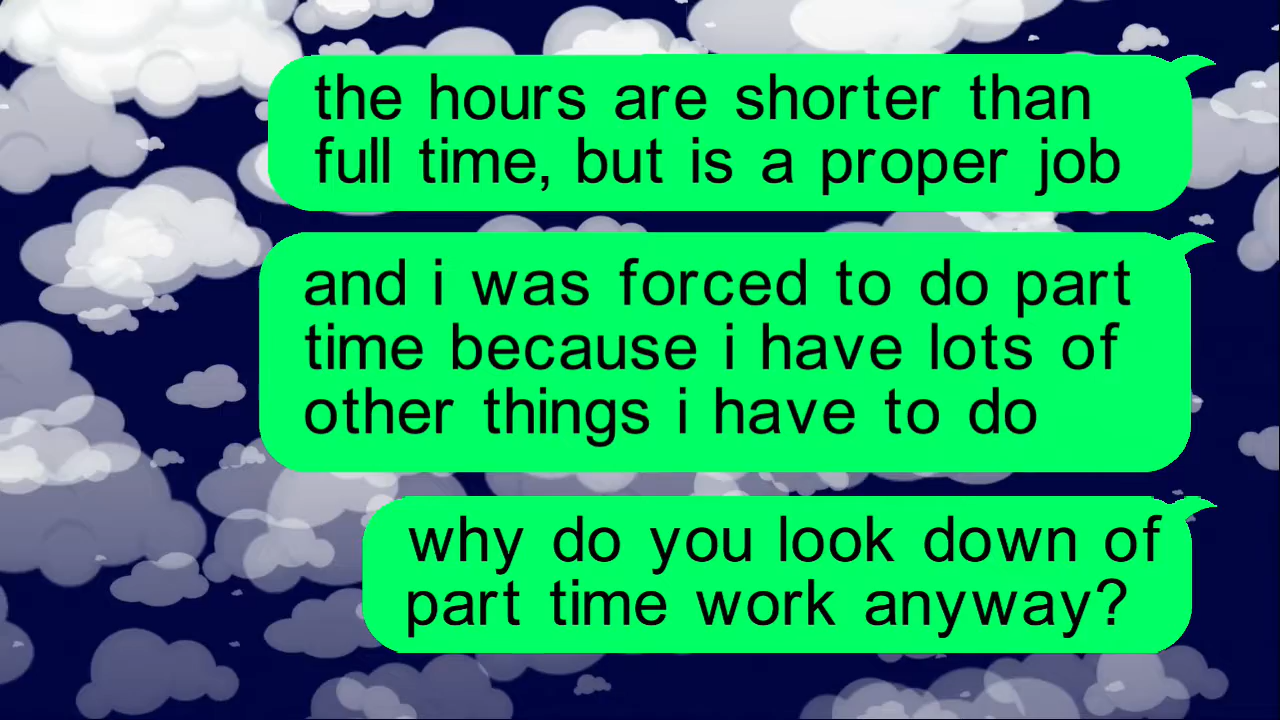 the hours are shorter than
full time, but is a proper job
and i was forced to do part
time because i have lots of
other things i have to do
why do you look down of
part time work anyway?